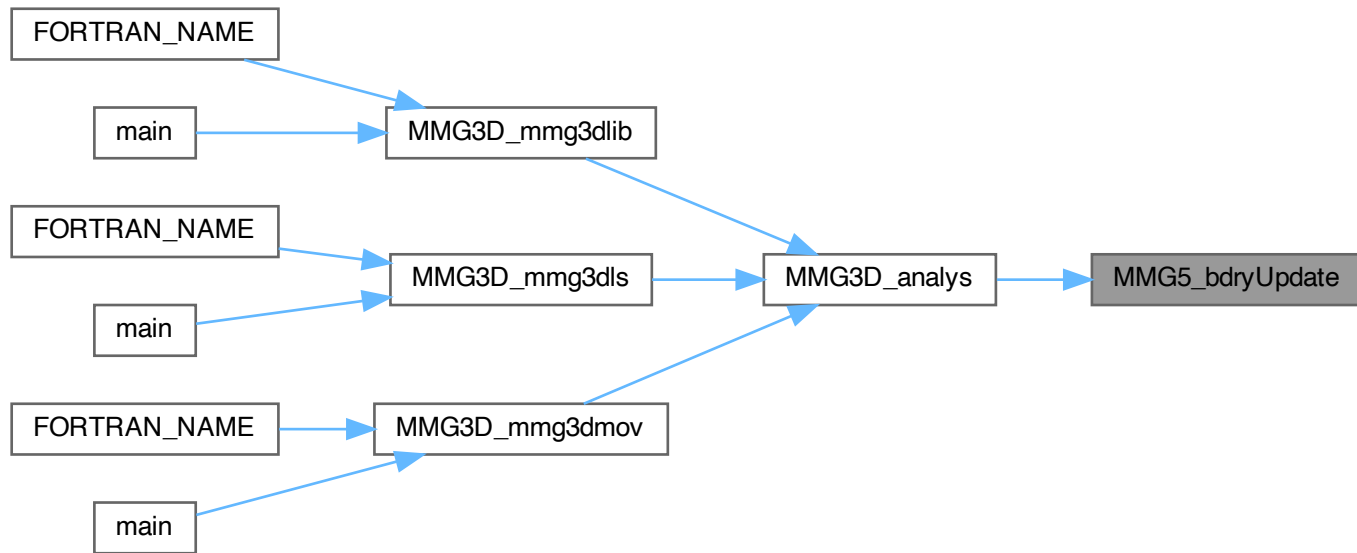 FORTRAN_NAME
main
MMG3D_mmg3dlib
FORTRAN_NAME
main
MMG3D_mmg3dls
MMG3D_analys
MMG5_bdryUpdate
FORTRAN_NAME
main
MMG3D_mmg3dmov